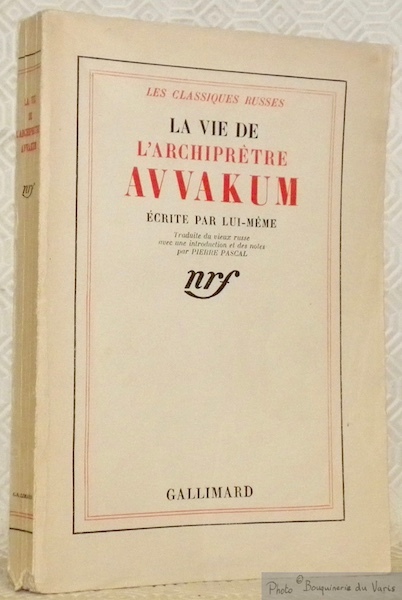 LES CLASSIQUES RUSSES
LA VIE DE
L'ARCHIPRÊTRE
AVVAKUM
ÉCRITE PAR LUI-MÊME
Traduite du vieux russe
avec une introduction et des notes
par PIERRE PASCAL
nrf
GALLIMARD
LA VIE
DE
L'ARCHIPRÊTRE
AVVAKUM
nrf
GALLIMARD
Photo © Bouquinerie du Varis